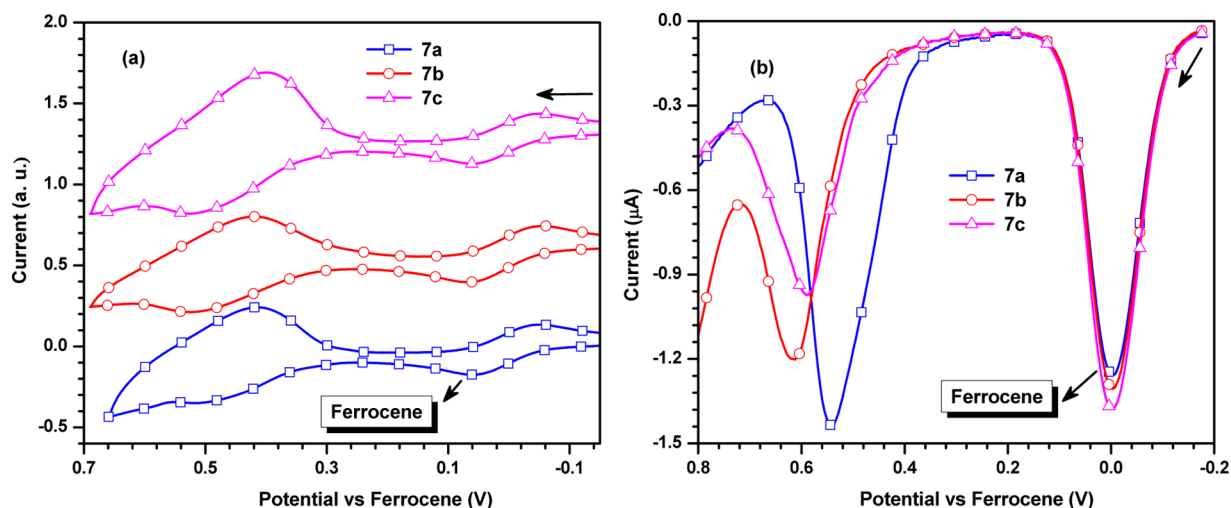 2.0
1.5
1.0
0.5
0.0
-0.5
0.7
0.5
0.3
0.1
-0.1
Current (a. u.)
Potential vs Ferrocene (V)
(a)
7a
7b
7c
Ferrocene
0.0
-0.3
-0.6
-0.9
-1.2
-1.5
0.8
0.6
0.4
0.2
0.0
-0.2
Current (μA)
Potential vs Ferrocene (V)
(b)
7a
7b
7c
Ferrocene